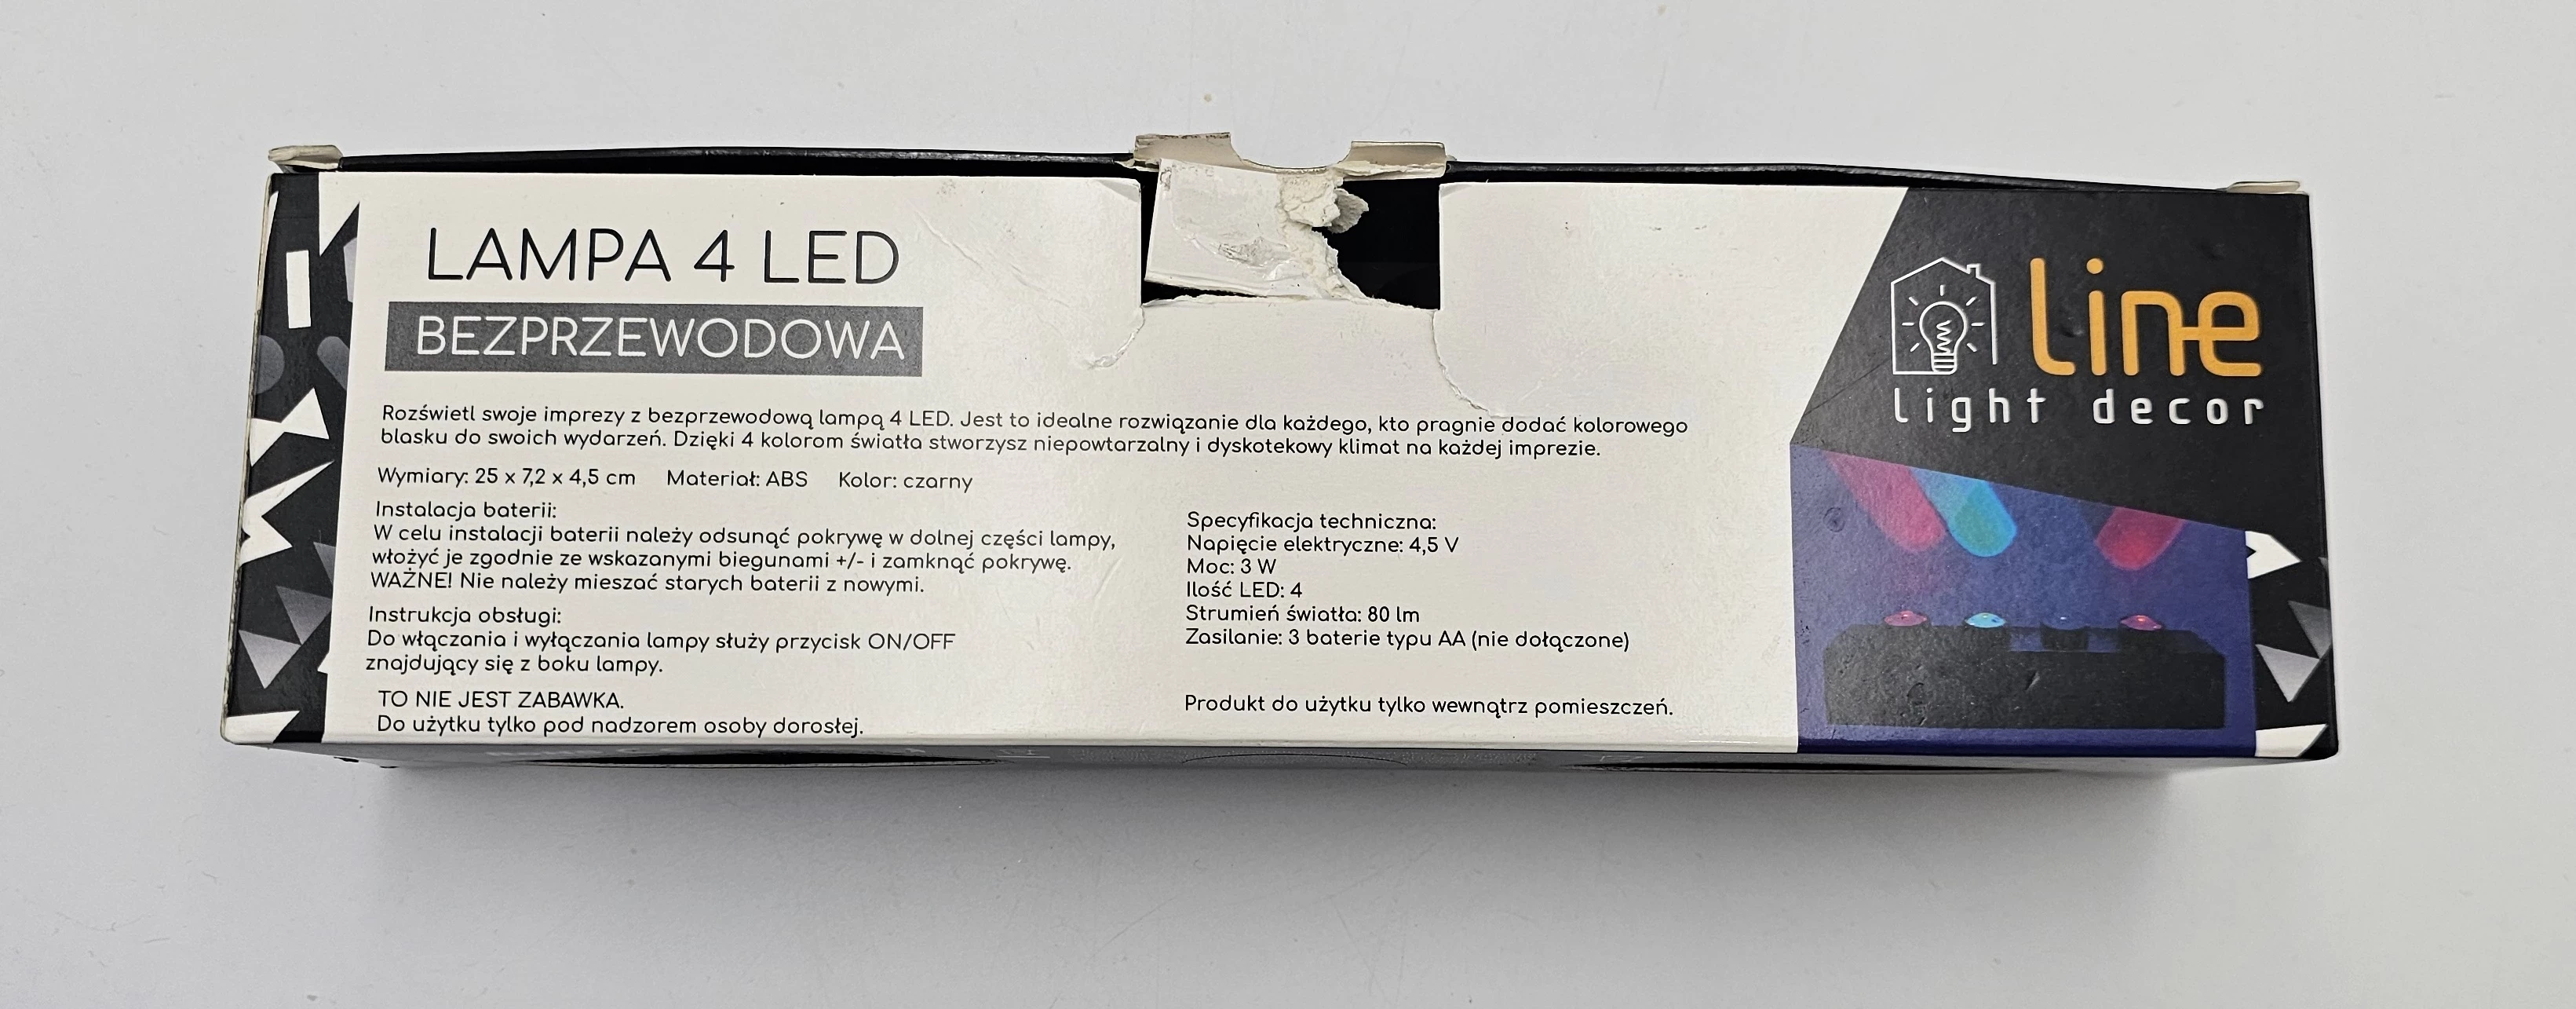 LAMPA 4 LED
BEZPRZEWODOWA
Rozświetl swoje imprezy z bezprzewodową lampą 4 LED. Jest to idealne rozwiązanie dla każdego, kto pragnie dodać kolorowego
blasku do swoich wydarzeń. Dzięki 4 kolorom światła stworzysz niepowtarzalny i dyskotekowy klimat na każdej imprezie.
Wymiary: 25 x 7,2 x 4,5 cm Materiał: ABS Kolor: czarny
Instalacja baterii:
W celu instalacji baterii należy odsunąć pokrywę w dolnej części lampy,
włożyć je zgodnie ze wskazanymi biegunami +/- i zamknąć pokrywę.
WAŻNE! Nie należy mieszać starych baterii z nowymi.
Instrukcja obsługi:
Do włączania i wyłączania lampy służy przycisk ON/OFF
znajdujący się z boku lampy.
TO NIE JEST ZABAWKA.
Do użytku tylko pod nadzorem osoby dorosłej.
Specyfikacja techniczna:
Napięcie elektryczne: 4,5 V
Moc: 3 W
Ilość LED: 4
Strumień światła: 80 lm
Zasilanie: 3 baterie typu AA (nie dołączone)
Produkt do użytku tylko wewnątrz pomieszczeń.
line
light decor